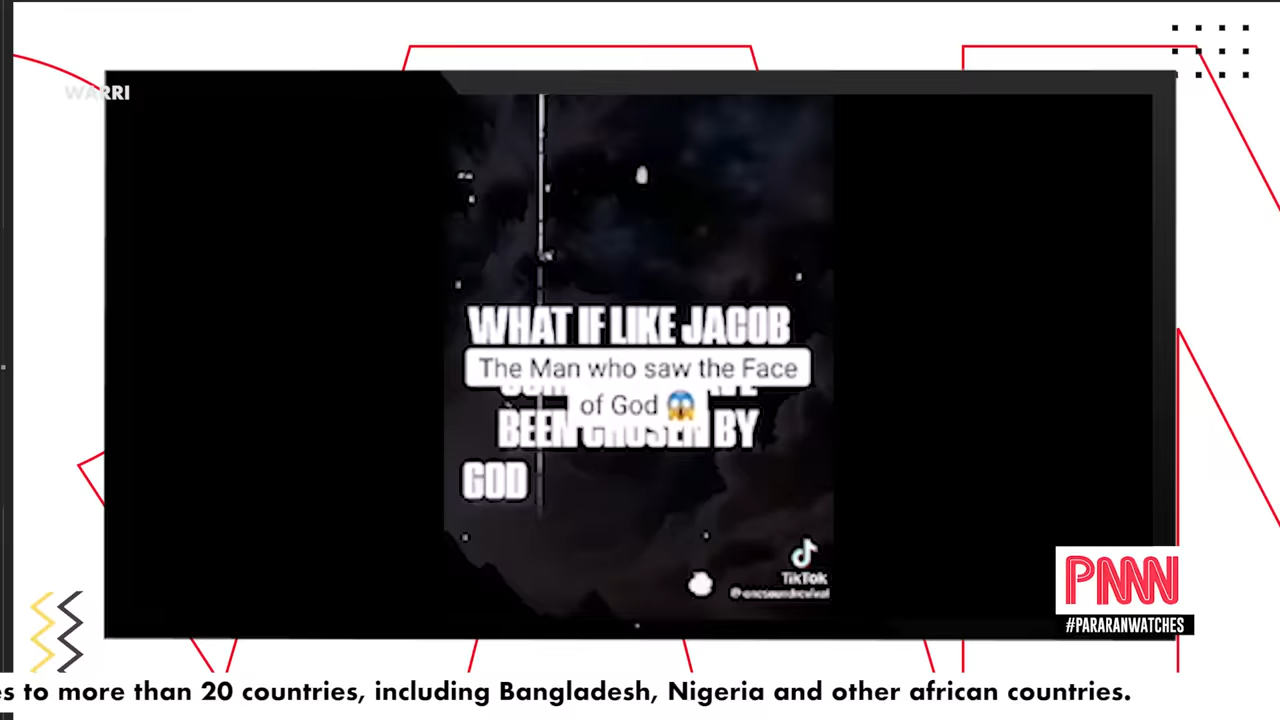 WARRI
WHAT IF LIKE JACOB
The Man who saw the Face
of God 😱
BEEN CHOSEN BY
GOD
TikTok
PNN
#PARARANWATCHES
to more than 20 countries, including Bangladesh, Nigeria and other african countries.